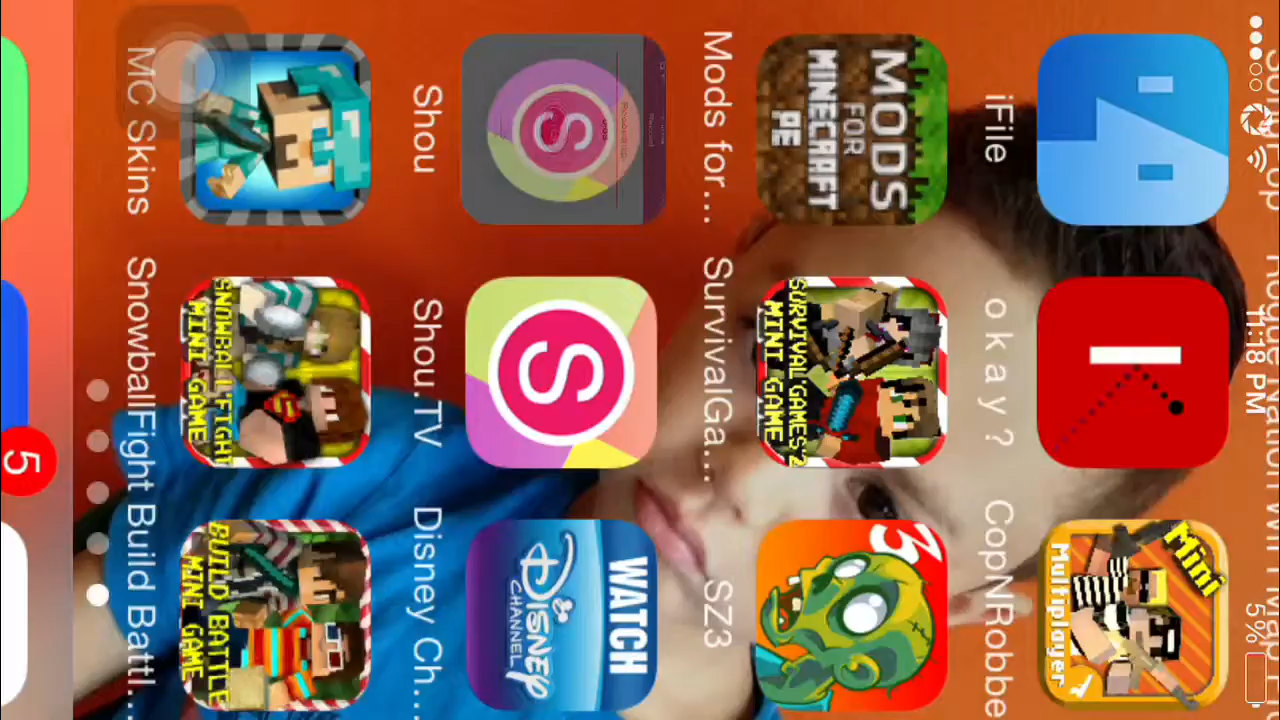 11:18 PM
5%
iFile
o k a y ?
CopNRobbe
Mini
Multiplayer
MODS
FOR
MINECRAFT
PE
Mods for...
SURVIVAL GAMES 2
MINI GAME
SurvivalGa...
3
SZ3
S
Shou
S
Shou.TV
WATCH
Disney
CHANNEL
Disney Ch...
MC Skins
SNOWBALL FIGHT
MINI GAME
SnowballFight
BUILD BATTLE
MINI GAME
Build Battl...
5